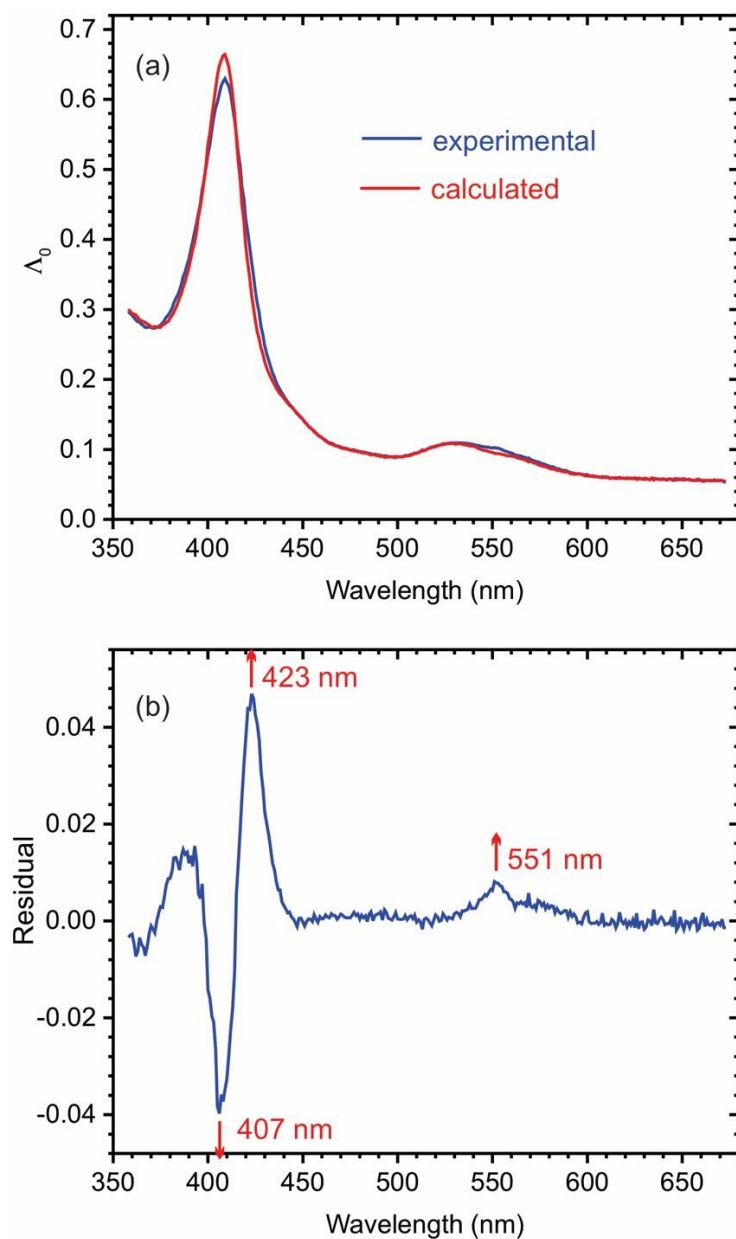 (a)
experimental
calculated
Λ₀
0.7
0.6
0.5
0.4
0.3
0.2
0.1
0.0
350 400 450 500 550 600 650
Wavelength (nm)
(b)
423 nm
551 nm
407 nm
Residual
0.04
0.02
0.00
-0.02
-0.04
350 400 450 500 550 600 650
Wavelength (nm)